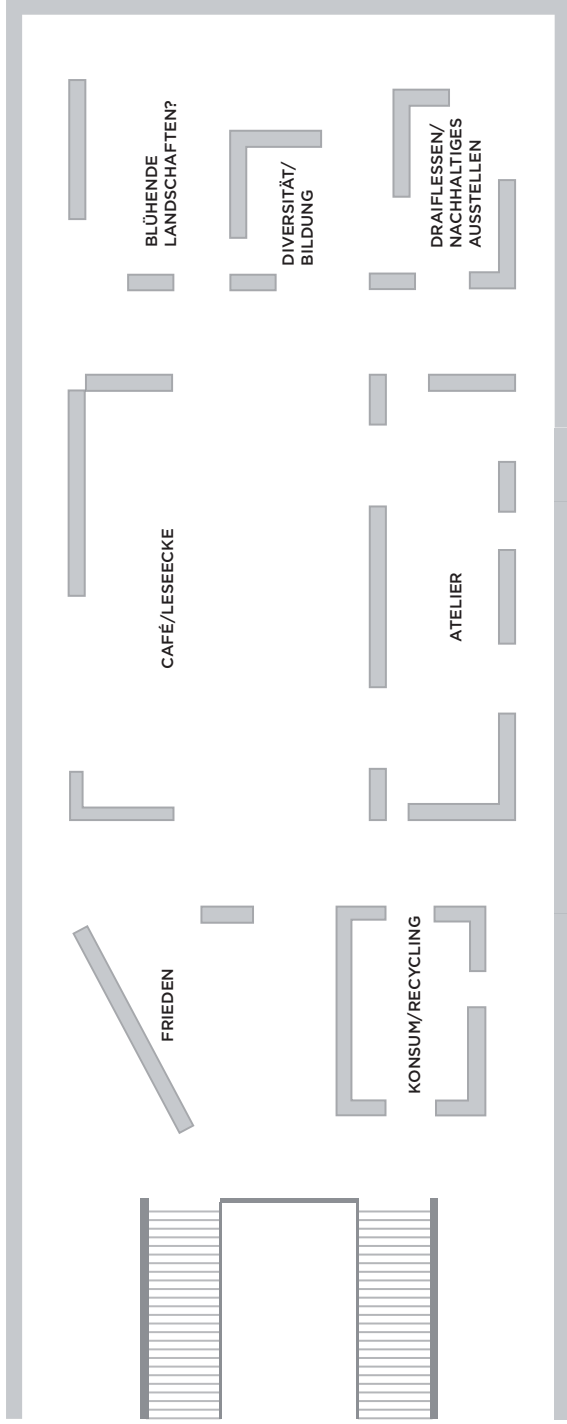 BLÜHENDE
LANDSCHAFTEN?
DIVERSITÄT/
BILDUNG
DRAIFLESSEN/
NACHHALTIGES
AUSSTELLEN
CAFÉ/LESEECKE
ATELIER
FRIEDEN
KONSUM/RECYCLING